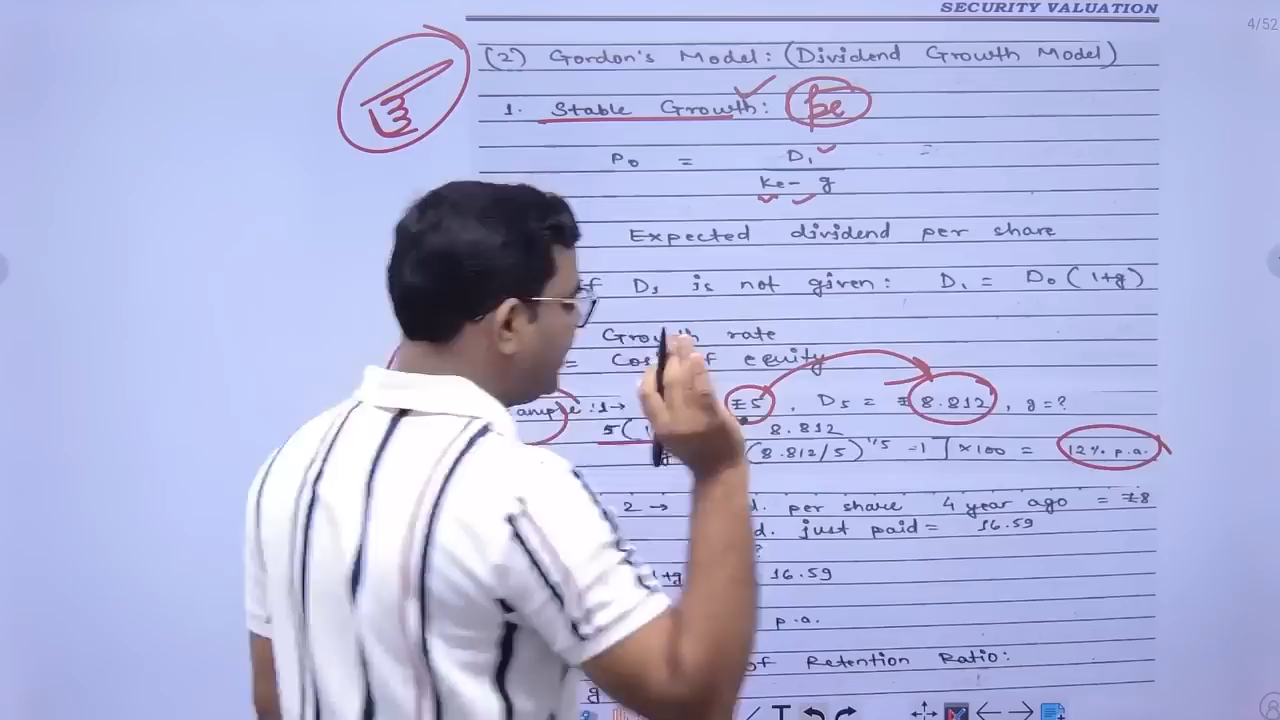 SECURITY VALUATION
4/52
(2) Gordon's Model: (Dividend Growth Model)
1. Stable Growth:
P0 = D1
Ke- g
Expected dividend per share
If D1 is not given: D1 = D0 (1+g)
Growth rate
= Cost of equity
ample :1→ ₹5 , D5 = ₹8.812 , g=?
5(1 8.812
(8.812/5)^1/5 -1] ×100 = 12% p.a.
2 → d. per share 4 year ago = ₹8
d. just paid = 16.59
?
1+g 16.59
p.a.
of Retention Ratio:
g